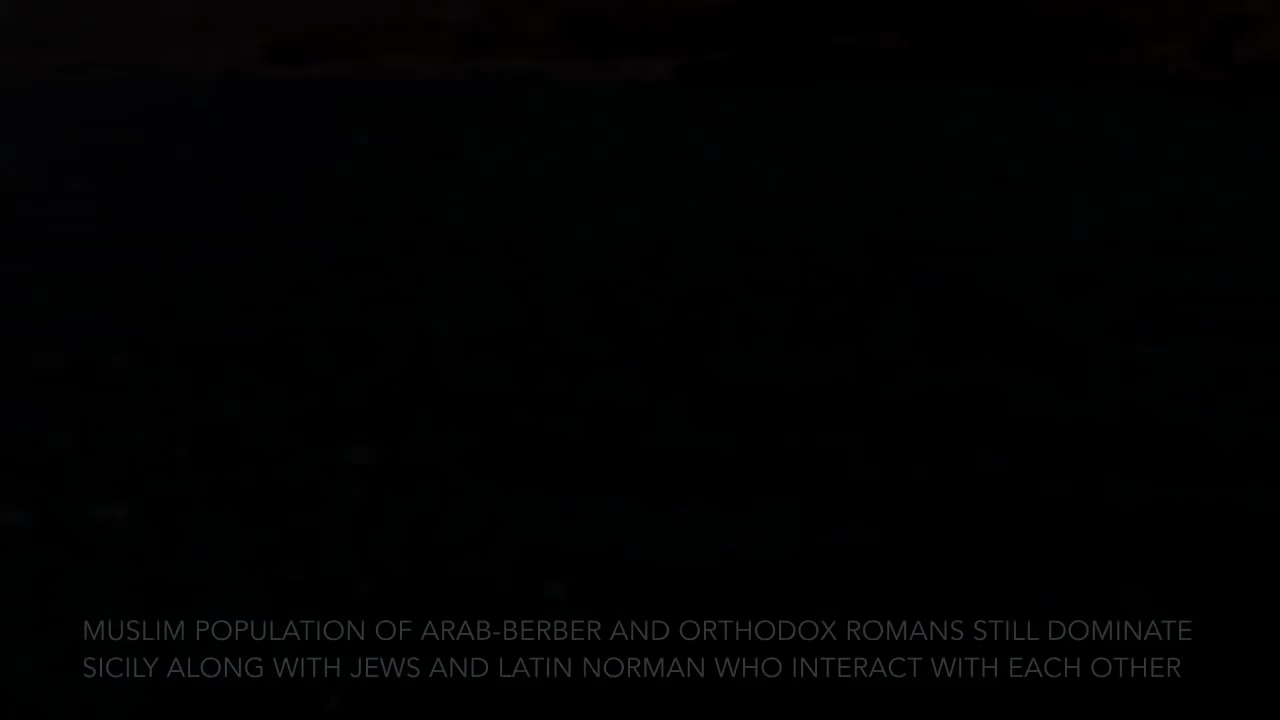 MUSLIM POPULATION OF ARAB-BERBER AND ORTHODOX ROMANS STILL DOMINATE
SICILY ALONG WITH JEWS AND LATIN NORMAN WHO INTERACT WITH EACH OTHER